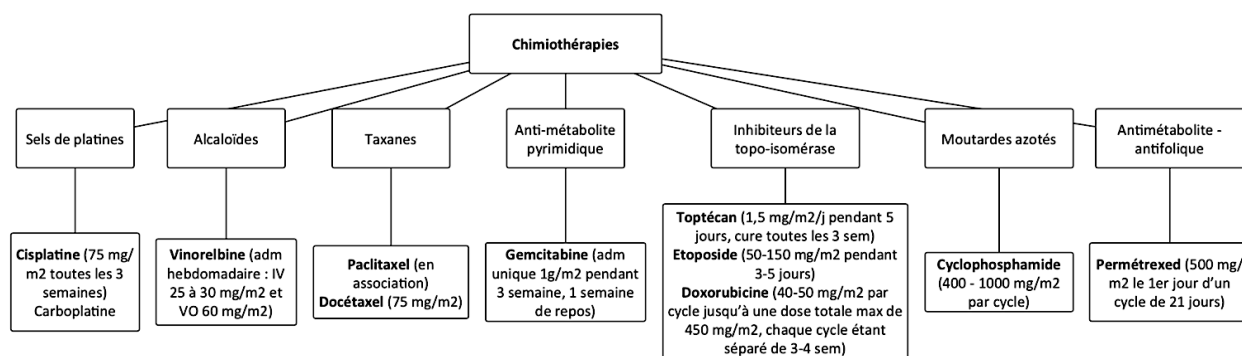 Chimiothérapies
Sels de platines
Alcaloïdes
Taxanes
Anti-métabolite
pyrimidique
Inhibiteurs de la
topo-isomérase
Moutardes azotés
Antimétabolite -
antifolique
Cisplatine (75 mg/
m2 toutes les 3
semaines)
Carboplatine
Vinorelbine (adm
hebdomadaire : IV
25 à 30 mg/m2 et
VO 60 mg/m2)
Paclitaxel (en
association)
Docétaxel (75 mg/m2)
Gemcitabine (adm
unique 1g/m2 pendant
3 semaine, 1 semaine
de repos)
Toptécan (1,5 mg/m2/j pendant 5
jours, cure toutes les 3 sem)
Etoposide (50-150 mg/m2 pendant
3-5 jours)
Doxorubicine (40-50 mg/m2 par
cycle jusqu'à une dose totale max de
450 mg/m2, chaque cycle étant
séparé de 3-4 sem)
Cyclophosphamide
(400 - 1000 mg/m2
par cycle)
Permétrexed (500 mg/
m2 le 1er jour d'un
cycle de 21 jours)